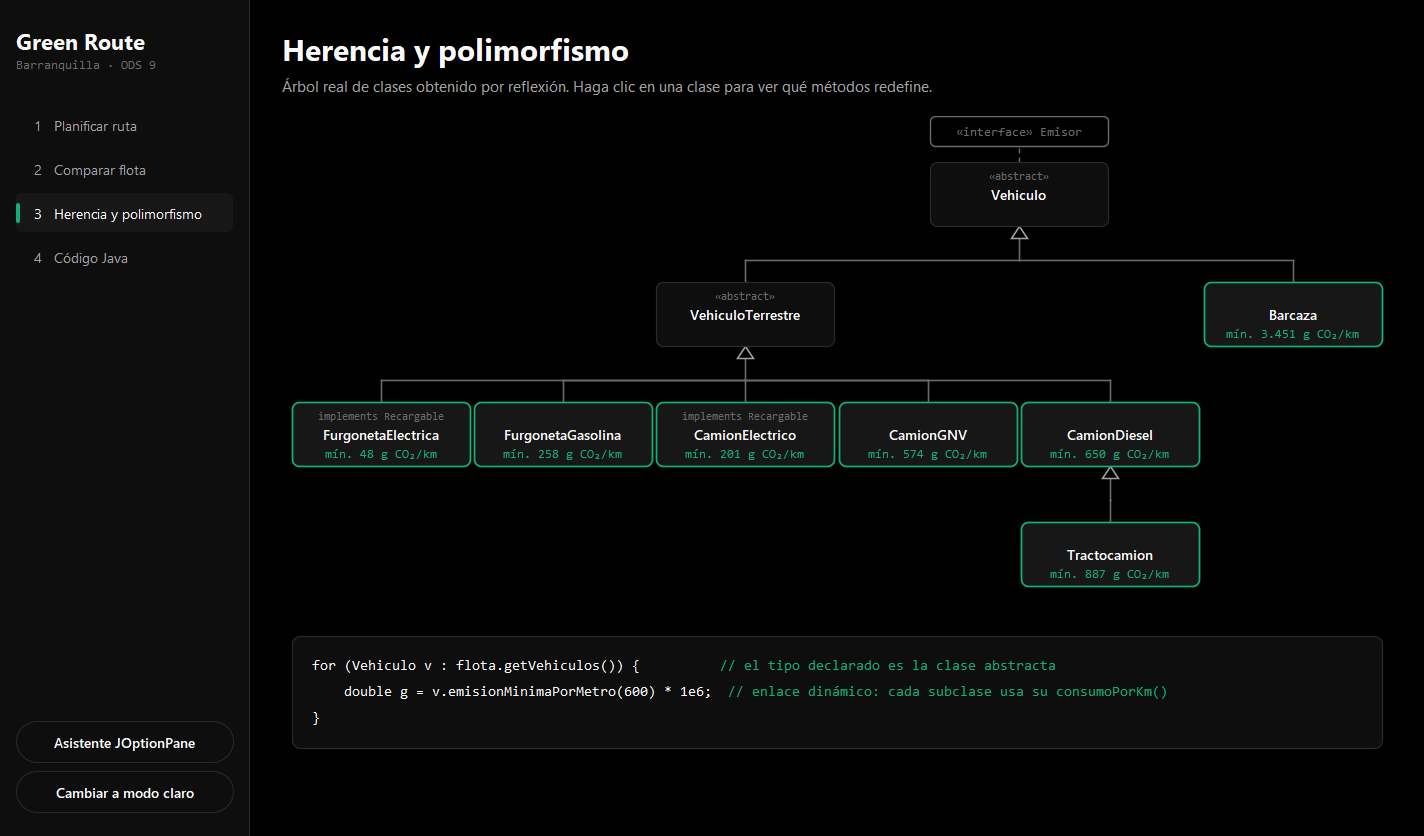 Green Route
Barranquilla · ODS 9
1 Planificar ruta
2 Comparar flota
3 Herencia y polimorfismo
4 Código Java
Asistente JOptionPane
Cambiar a modo claro
Herencia y polimorfismo
Árbol real de clases obtenido por reflexión. Haga clic en una clase para ver qué métodos redefine.
«interface» Emisor
«abstract»
Vehiculo
«abstract»
VehiculoTerrestre
Barcaza
mín. 3.451 g CO₂/km
implements Recargable
FurgonetaElectrica
mín. 48 g CO₂/km
FurgonetaGasolina
mín. 258 g CO₂/km
implements Recargable
CamionElectrico
mín. 201 g CO₂/km
CamionGNV
mín. 574 g CO₂/km
CamionDiesel
mín. 650 g CO₂/km
Tractocamion
mín. 887 g CO₂/km
for (Vehiculo v : flota.getVehiculos()) { // el tipo declarado es la clase abstracta
double g = v.emisionMinimaPorMetro(600) * 1e6; // enlace dinámico: cada subclase usa su consumoPorKm()
}